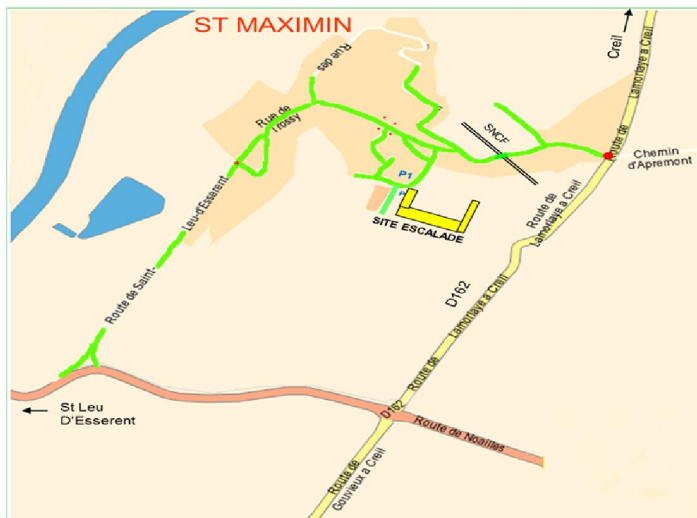 ST MAXIMIN
Creil
Rue des
Lamorlaye à Creil
Route de
Rue de
Trossy
SNCF
Chemin
d'Apremont
P1
P
SITE ESCALADE
Leu-d'Esserent
Route de Saint-
Route de
Lamorlaye à Creil
D162
Lamorlaye à Creil
Route de
St Leu
D'Esserent
D162
Route de Noailles
Route de
Gouvieux à Creil